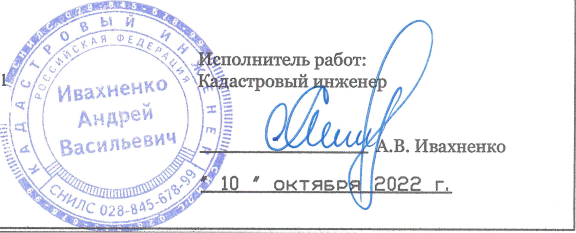 КАДАСТРОВЫЙ ИНЖЕНЕР
РОССИЙСКАЯ ФЕДЕРАЦИЯ
Ивахненко
Андрей
Васильевич
СНИЛС 028-845-678-99
Исполнитель работ:
Кадастровый инженер
А.В. Ивахненко
" 10 " октября 2022 г.